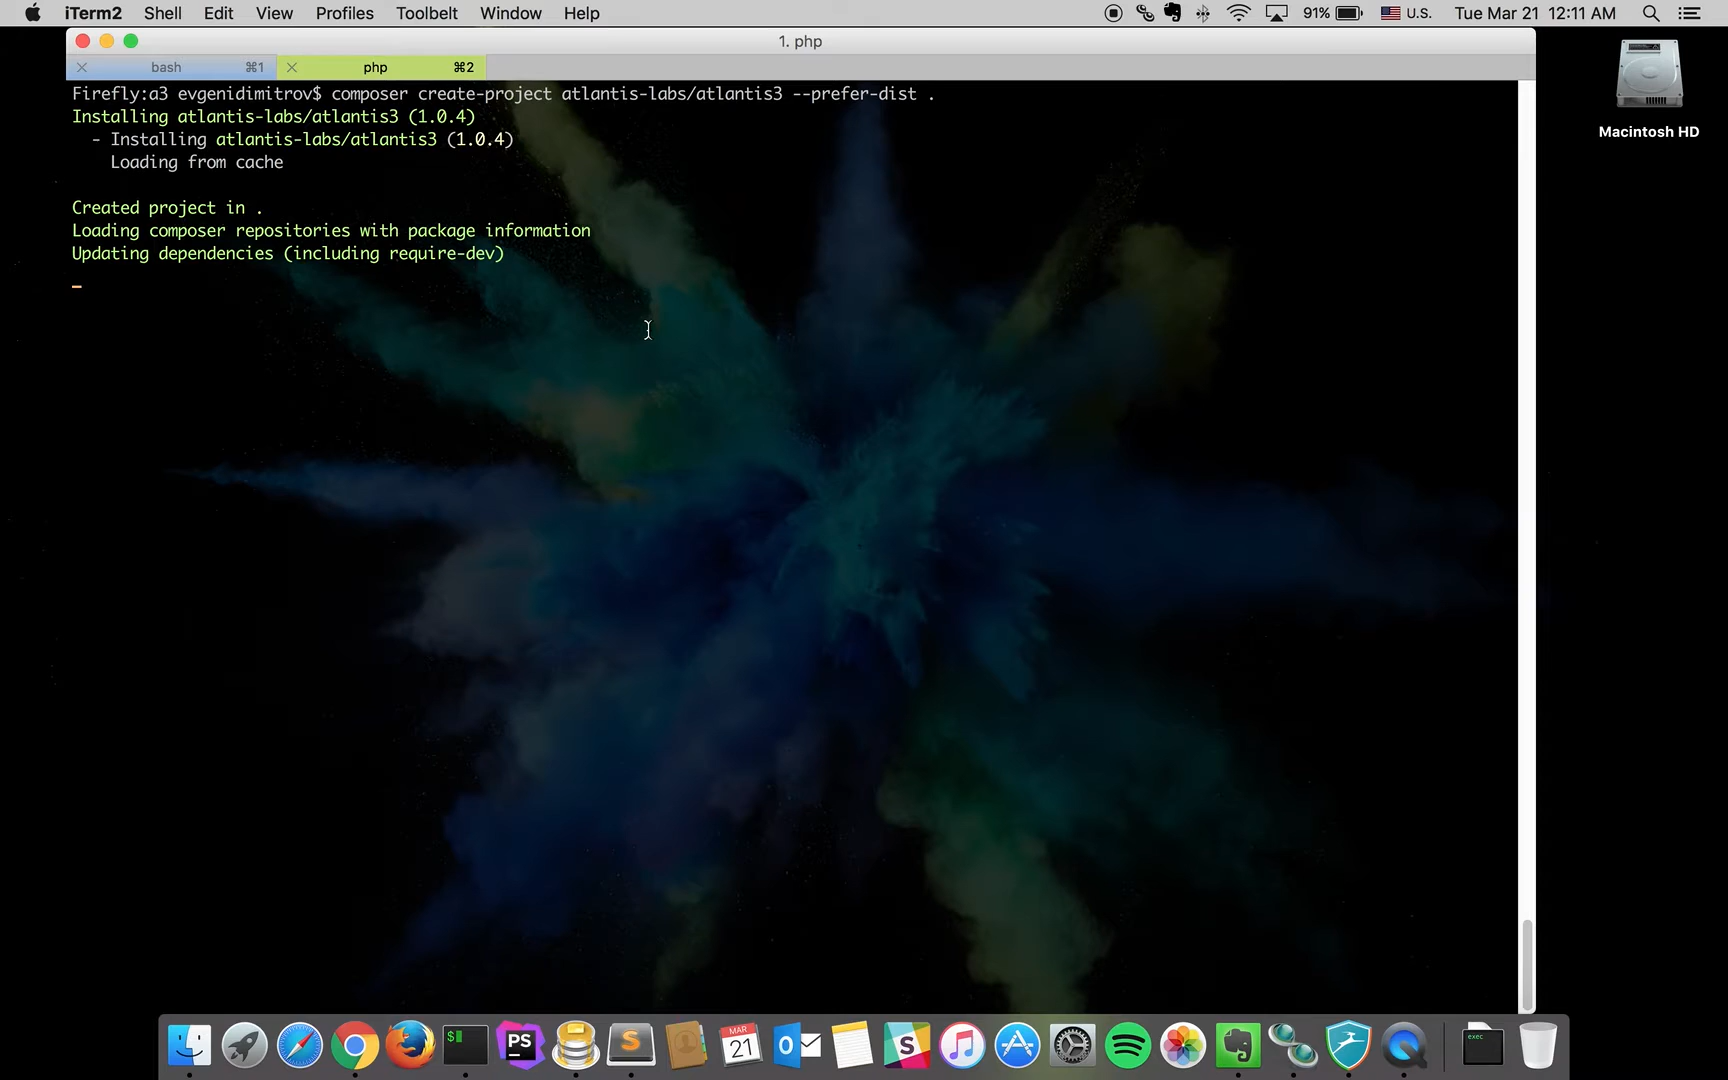 iTerm2 Shell Edit View Profiles Toolbelt Window Help 91% U.S. Tue Mar 21 12:11 AM
1. php
bash ⌘1 php ⌘2
Firefly:a3 evgenidimitrov$ composer create-project atlantis-labs/atlantis3 --prefer-dist .
Installing atlantis-labs/atlantis3 (1.0.4)
- Installing atlantis-labs/atlantis3 (1.0.4)
Loading from cache
Created project in .
Loading composer repositories with package information
Updating dependencies (including require-dev)
Macintosh HD
$ PS S MAR 21 O S exec